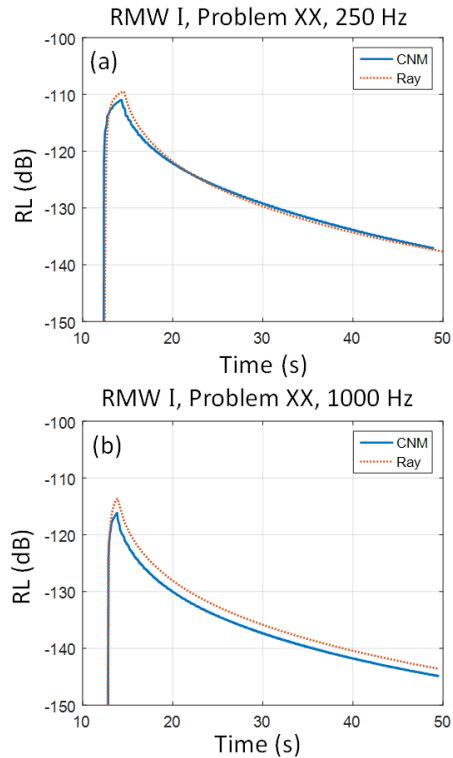 RMW I, Problem XX, 250 Hz
-100
(a)
CNM
Ray
-110
-120
RL (dB)
-130
-140
-150
10 20 30 40 50
Time (s)
RMW I, Problem XX, 1000 Hz
-100
(b)
CNM
Ray
-110
-120
RL (dB)
-130
-140
-150
10 20 30 40 50
Time (s)